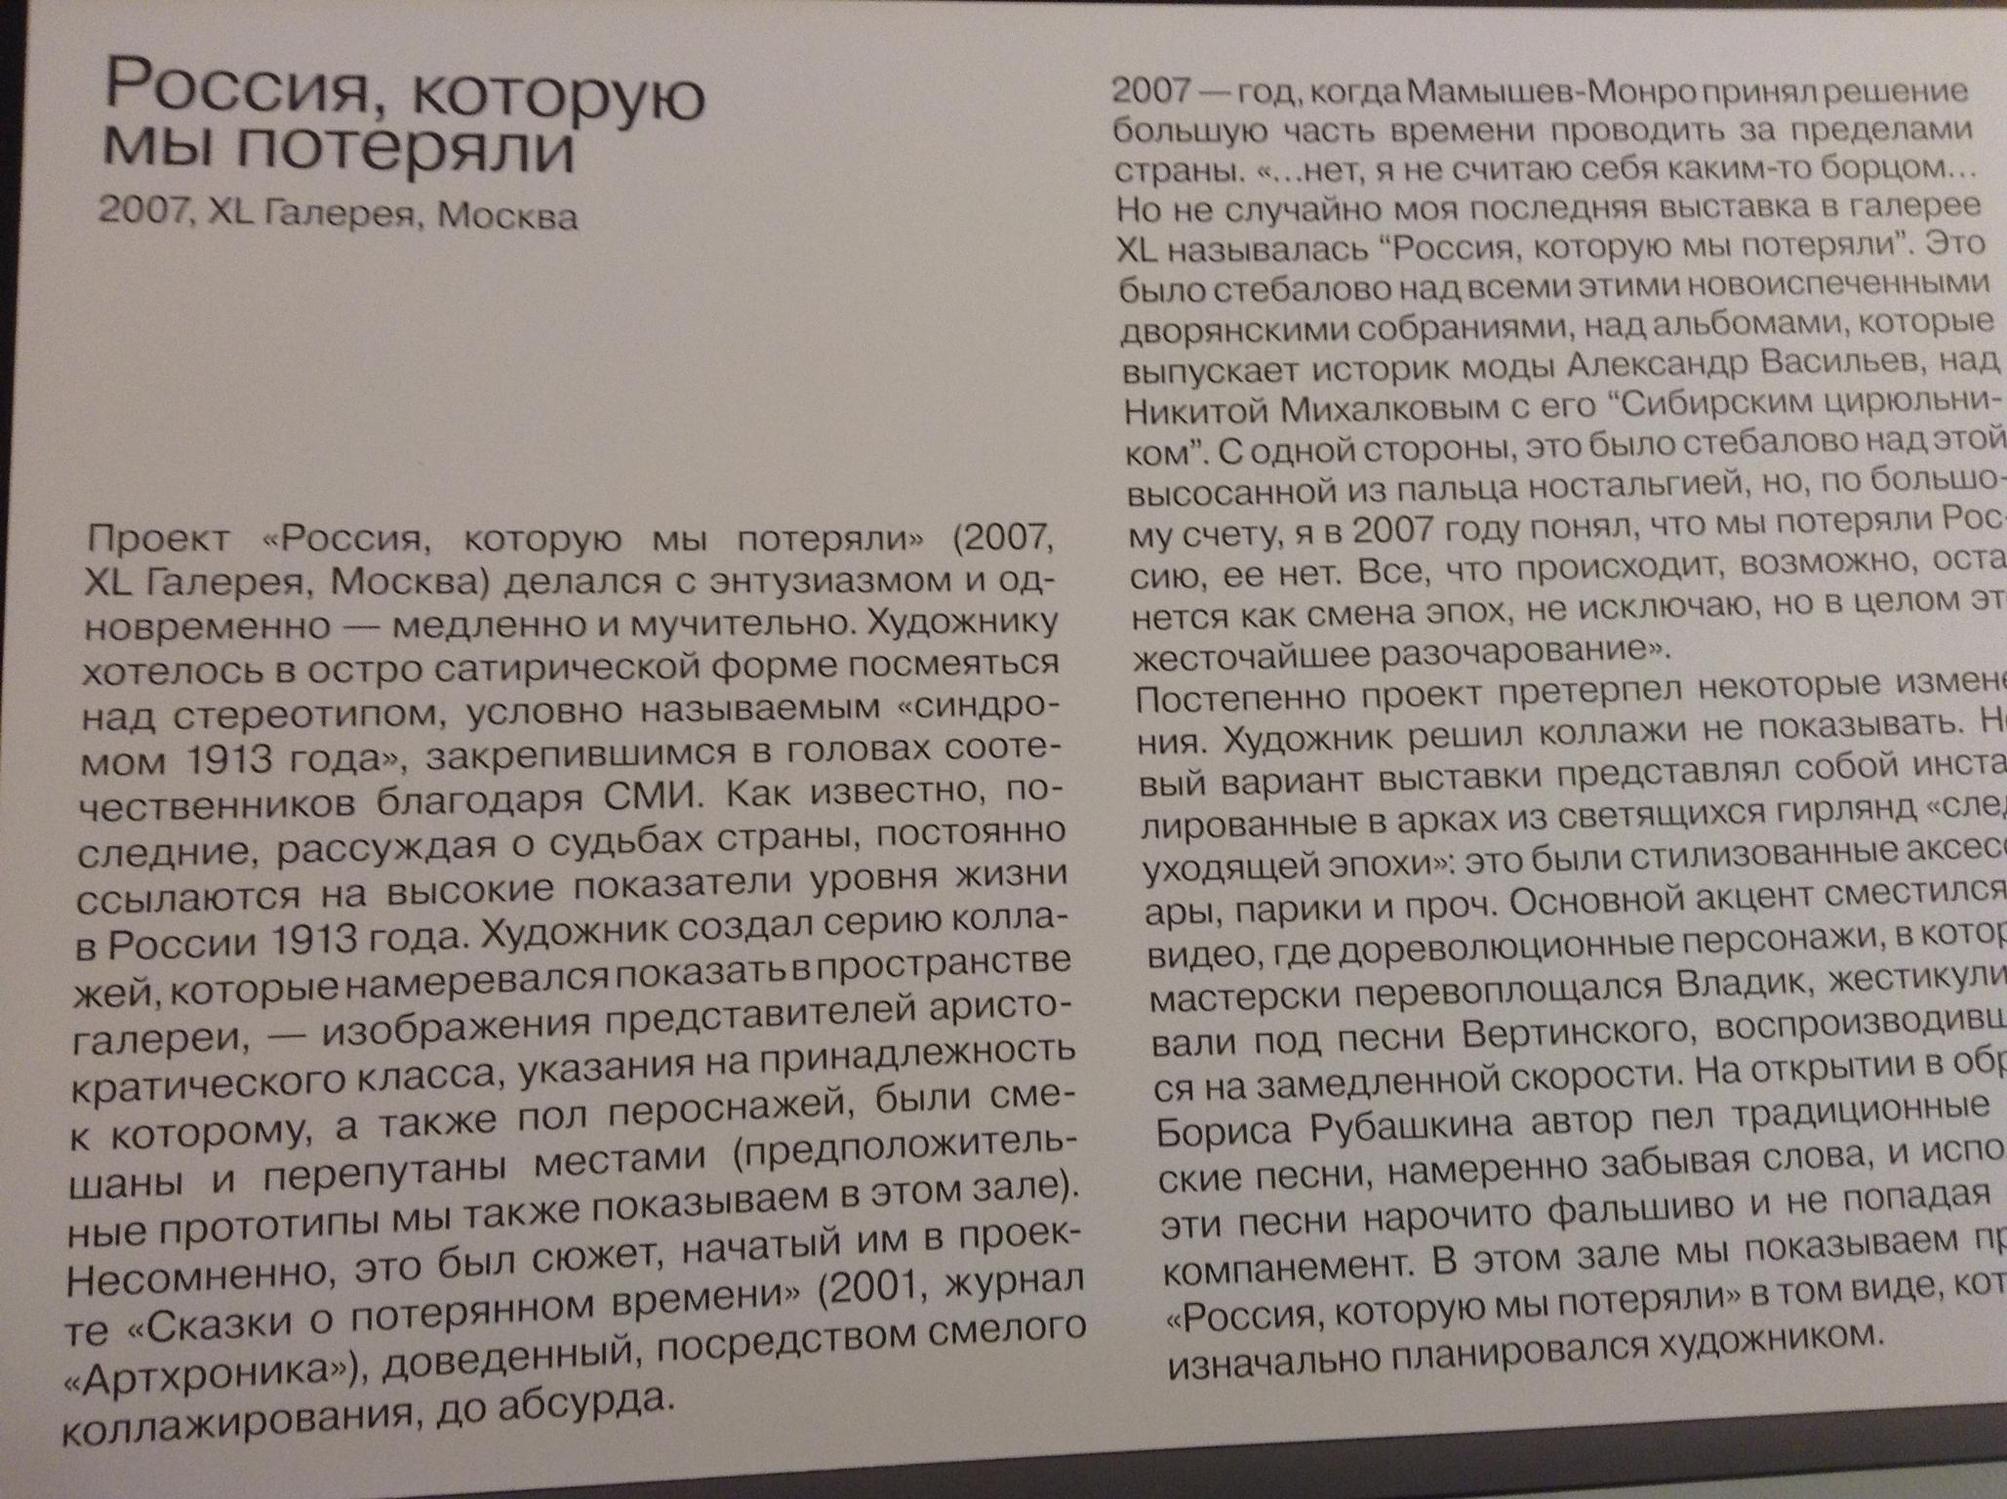 Россия, которую
мы потеряли
2007, XL Галерея, Москва
Проект «Россия, которую мы потеряли» (2007,
XL Галерея, Москва) делался с энтузиазмом и од-
новременно — медленно и мучительно. Художнику
хотелось в остро сатирической форме посмеяться
над стереотипом, условно называемым «синдро-
мом 1913 года», закрепившимся в головах сооте-
чественников благодаря СМИ. Как известно, по-
следние, рассуждая о судьбах страны, постоянно
ссылаются на высокие показатели уровня жизни
в России 1913 года. Художник создал серию колла-
жей, которые намеревался показать в пространстве
галереи, — изображения представителей аристо-
кратического класса, указания на принадлежность
к которому, а также пол пероснажей, были сме-
шаны и перепутаны местами (предположитель-
ные прототипы мы также показываем в этом зале).
Несомненно, это был сюжет, начатый им в проек-
те «Сказки о потерянном времени» (2001, журнал
«Артхроника»), доведенный, посредством смелого
коллажирования, до абсурда.
2007 — год, когда Мамышев-Монро принял решение
большую часть времени проводить за пределами
страны. «…нет, я не считаю себя каким-то борцом…
Но не случайно моя последняя выставка в галерее
XL называлась “Россия, которую мы потеряли”. Это
было стебалово над всеми этими новоиспеченными
дворянскими собраниями, над альбомами, которые
выпускает историк моды Александр Васильев, над
Никитой Михалковым с его “Сибирским цирюльни-
ком”. С одной стороны, это было стебалово над этой
высосанной из пальца ностальгией, но, по большо-
му счету, я в 2007 году понял, что мы потеряли Рос-
сию, ее нет. Все, что происходит, возможно, оста
нется как смена эпох, не исключаю, но в целом эт
жесточайшее разочарование».
Постепенно проект претерпел некоторые измене
ния. Художник решил коллажи не показывать. Но
вый вариант выставки представлял собой инста
лированные в арках из светящихся гирлянд «след
уходящей эпохи»: это были стилизованные аксесс
ары, парики и проч. Основной акцент сместился
видео, где дореволюционные персонажи, в котор
мастерски перевоплощался Владик, жестикули
вали под песни Вертинского, воспроизводивш
ся на замедленной скорости. На открытии в обр
Бориса Рубашкина автор пел традиционные
ские песни, намеренно забывая слова, и испо
эти песни нарочито фальшиво и не попадая
компанемент. В этом зале мы показываем пр
«Россия, которую мы потеряли» в том виде, кот
изначально планировался художником.